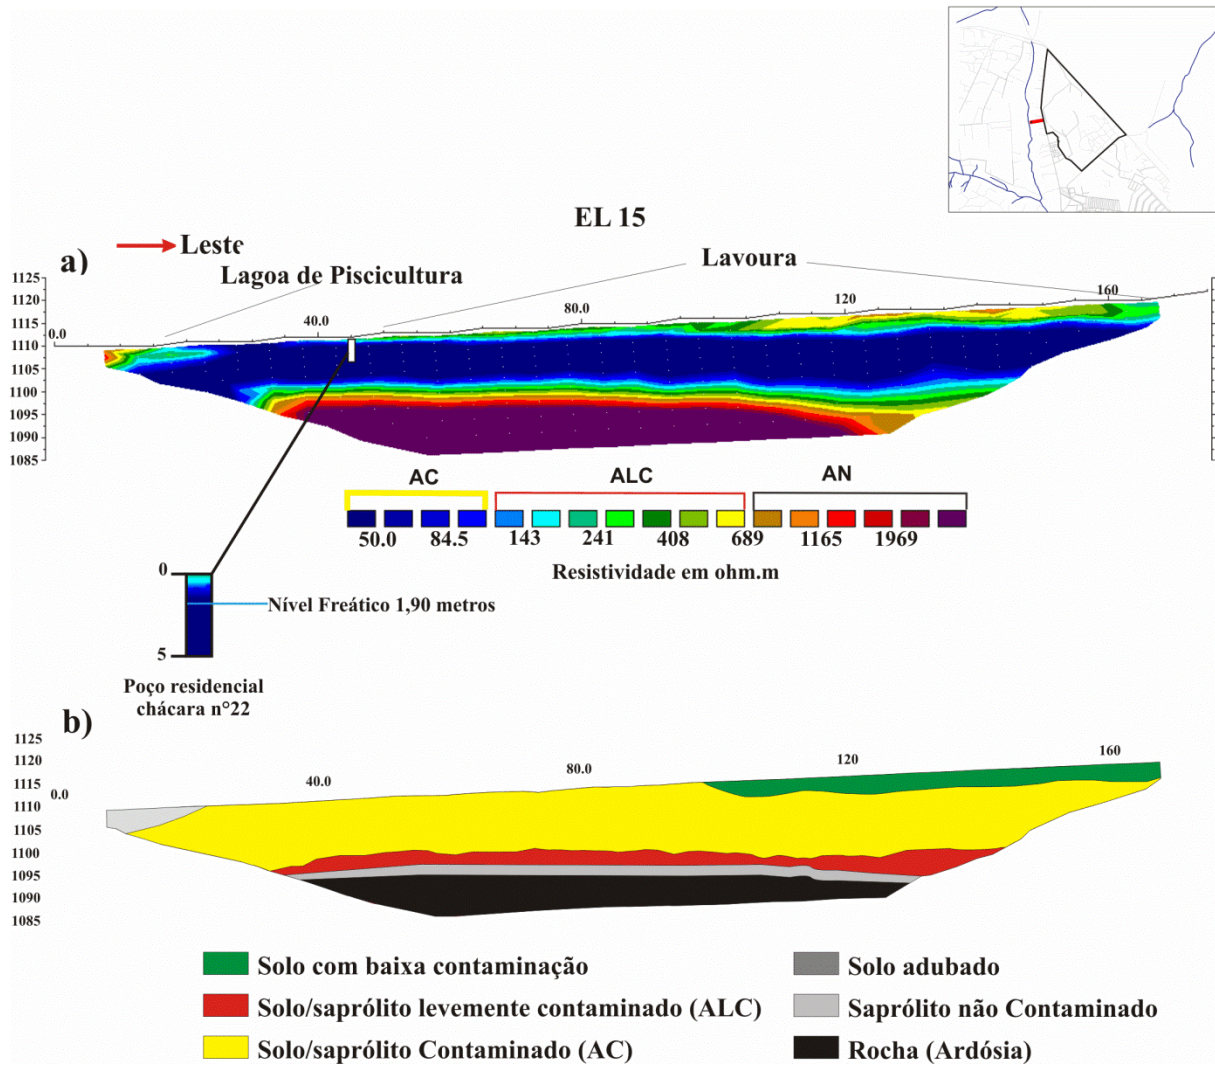 EL 15
Leste
a)
Lagoa de Piscicultura
Lavoura
1125
1120
1115
1110
1105
1100
1095
1090
1085
0.0
40.0
80.0
120
160
AC
ALC
AN
50.0 84.5 143 241 408 689 1165 1969
Resistividade em ohm.m
0
Nível Freático 1,90 metros
5
Poço residencial
chácara n°22
b)
1125
1120
1115
1110
1105
1100
1095
1090
1085
0.0
40.0
80.0
120
160
Solo com baixa contaminação
Solo/saprólito levemente contaminado (ALC)
Solo/saprólito Contaminado (AC)
Solo adubado
Saprólito não Contaminado
Rocha (Ardósia)